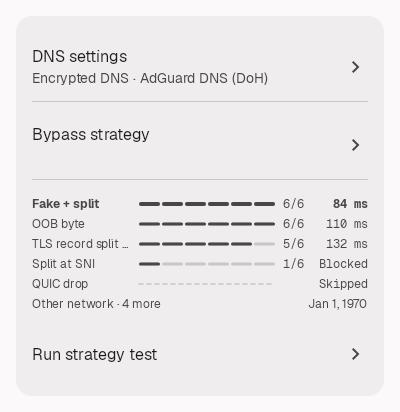 DNS settings
Encrypted DNS · AdGuard DNS (DoH)
Bypass strategy
Fake + split 6/6 84 ms
OOB byte 6/6 110 ms
TLS record split … 5/6 132 ms
Split at SNI 1/6 Blocked
QUIC drop Skipped
Other network · 4 more Jan 1, 1970
Run strategy test